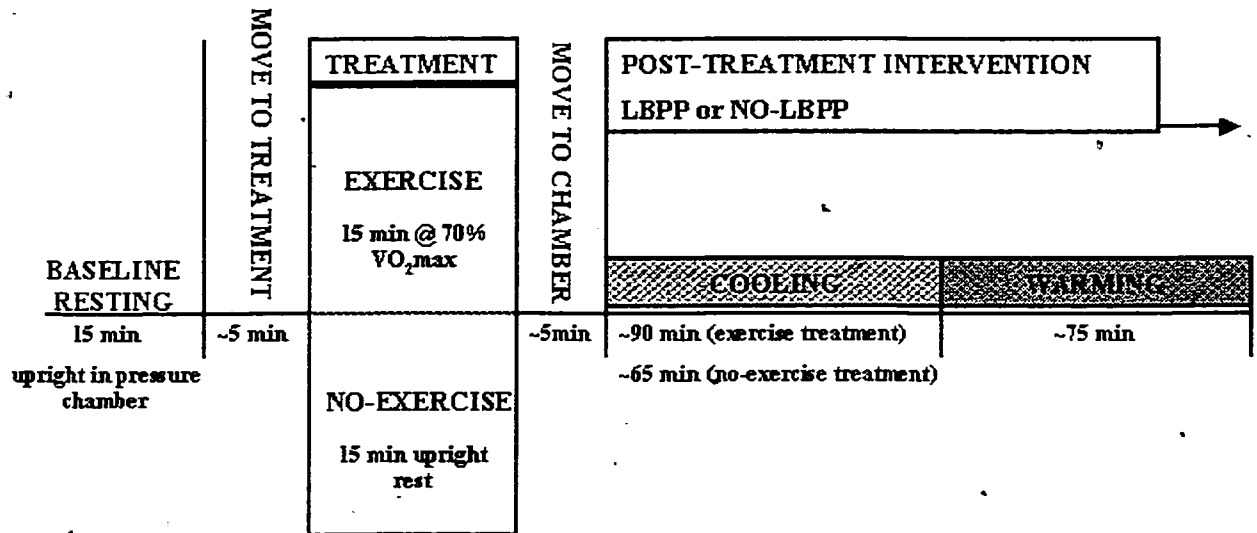 BASELINE
RESTING
15 min
upright in pressure
chamber
MOVE TO TREATMENT
~5 min
TREATMENT
EXERCISE
15 min @ 70%
VO₂max
NO-EXERCISE
15 min upright
rest
MOVE TO CHAMBER
~5min
POST-TREATMENT INTERVENTION
LBPP or NO-LBPP
COOLING
WARMING
~90 min (exercise treatment)
~75 min
~65 min (no-exercise treatment)